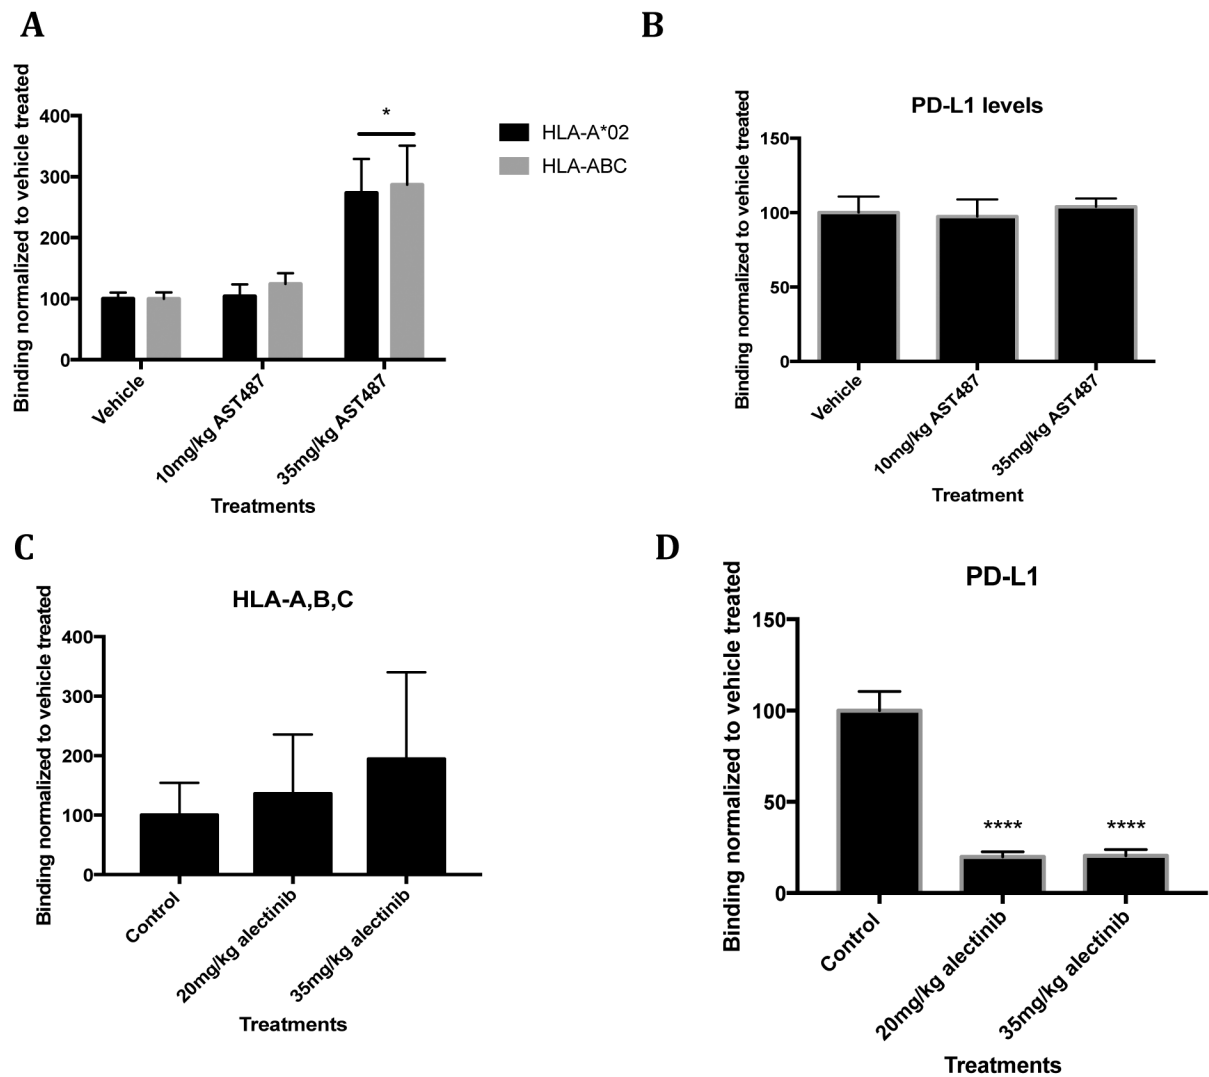 A
Binding normalized to vehicle treated
400
300
200
100
0
*
HLA-A*02
HLA-ABC
Vehicle
10mg/kg AST487
35mg/kg AST487
Treatments
B
PD-L1 levels
Binding normalized to vehicle treated
150
100
50
0
Vehicle
10mg/kg AST487
35mg/kg AST487
Treatment
C
HLA-A,B,C
Binding normalized to vehicle treated
400
300
200
100
0
Control
20mg/kg alectinib
35mg/kg alectinib
Treatments
D
PD-L1
Binding normalized to vehicle treated
150
100
50
0
****
****
Control
20mg/kg alectinib
35mg/kg alectinib
Treatments